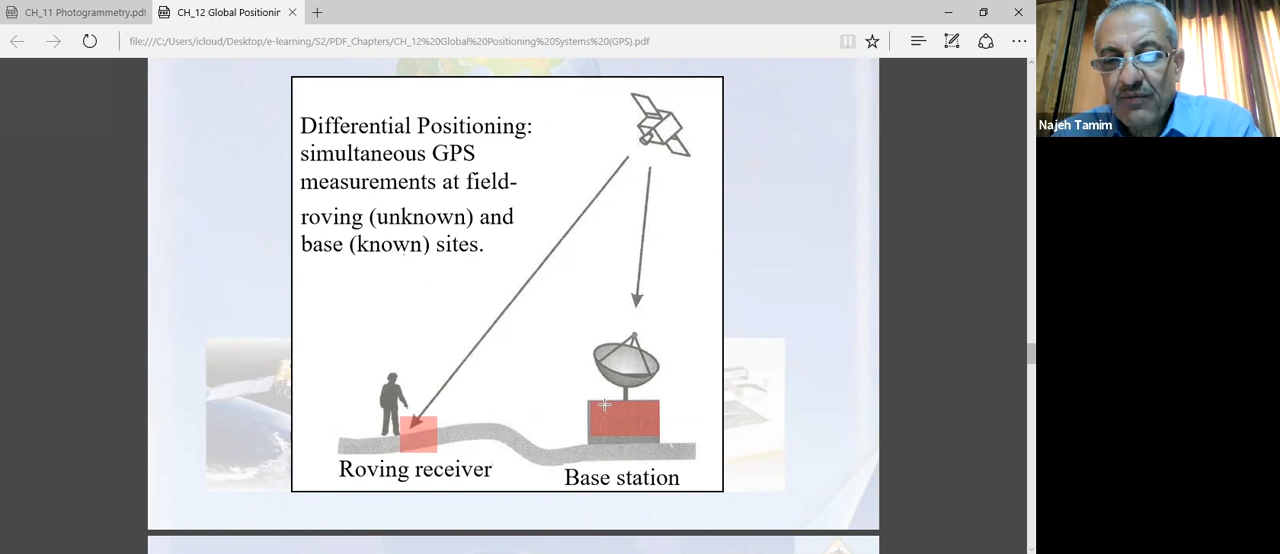 CH_11 Photogrammetry.pdf
CH_12 Global Positionin
file:///C:/Users/icloud/Desktop/e-learning/S2/PDF_Chapters/CH_12%20Global%20Positioning%20Systems%20(GPS).pdf
Differential Positioning:
simultaneous GPS
measurements at field-
roving (unknown) and
base (known) sites.
Roving receiver
Base station
Najeh Tamim